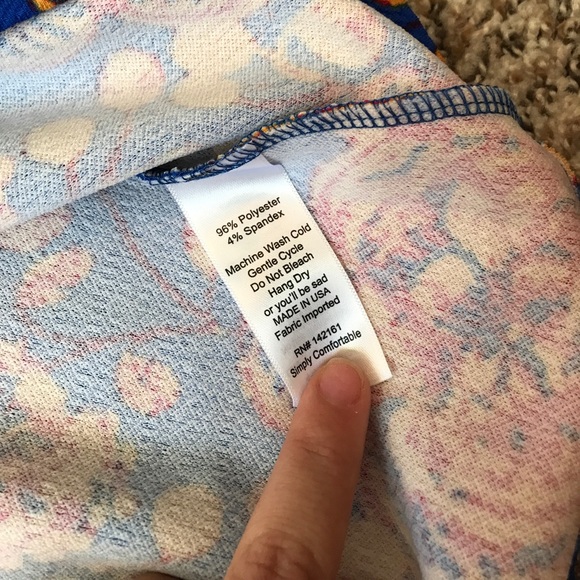 96% Polyester
4% Spandex
Machine Wash Cold
Gentle Cycle
Do Not Bleach
Hang Dry
or you'll be sad
MADE IN USA
Fabric Imported
RN# 142161
Simply Comfortable